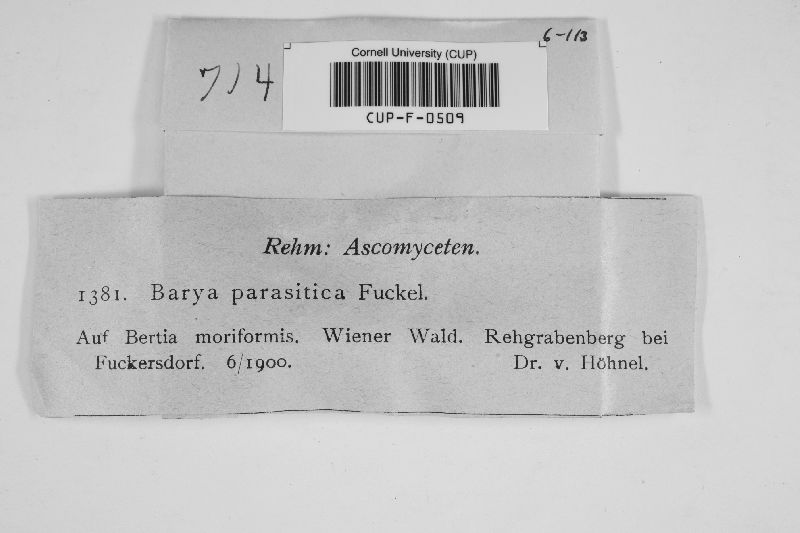 6-113
714
Cornell University (CUP)
CUP-F-0509
Rehm: Ascomyceten.
1381. Barya parasitica Fuckel.
Auf Bertia moriformis. Wiener Wald. Rehgrabenberg bei
Fuckersdorf. 6/1900. Dr. v. Höhnel.